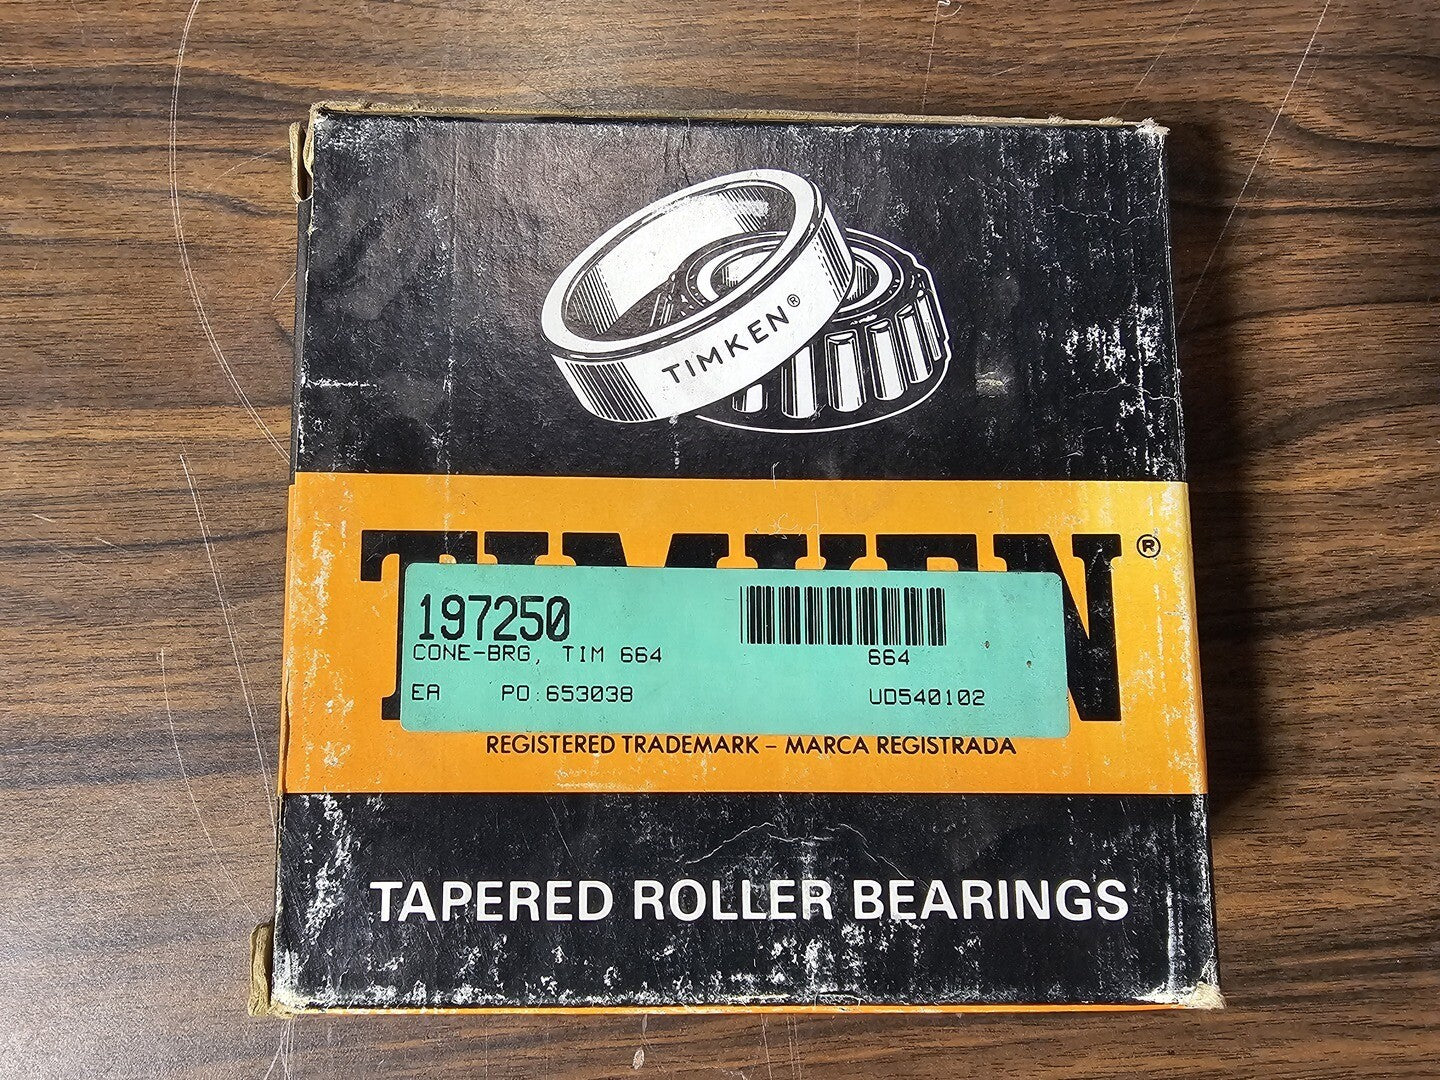 TIMKEN®
TIMKEN®
197250
CONE-BRG, TIM 664
664
EA PO:653038
UD540102
REGISTERED TRADEMARK – MARCA REGISTRADA
TAPERED ROLLER BEARINGS